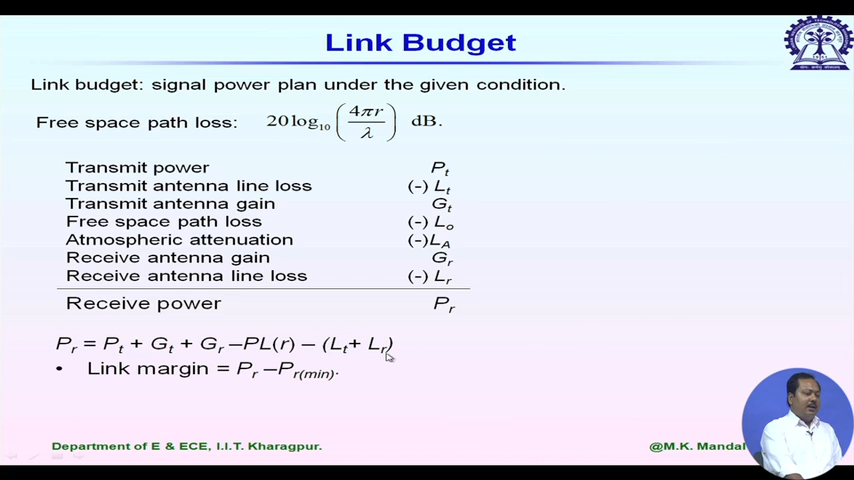 Link Budget
Link budget: signal power plan under the given condition.
Free space path loss: 20log₁₀(4πr/λ) dB.
Transmit power Pₜ
Transmit antenna line loss (-) Lₜ
Transmit antenna gain Gₜ
Free space path loss (-) Lₒ
Atmospheric attenuation (-)L_A
Receive antenna gain Gᵣ
Receive antenna line loss (-) Lᵣ
Receive power Pᵣ
Pᵣ = Pₜ + Gₜ + Gᵣ –PL(r) – (Lₜ+ Lᵣ)
• Link margin = Pᵣ –P_r(min).
Department of E & ECE, I.I.T. Kharagpur. @M.K. Mandal